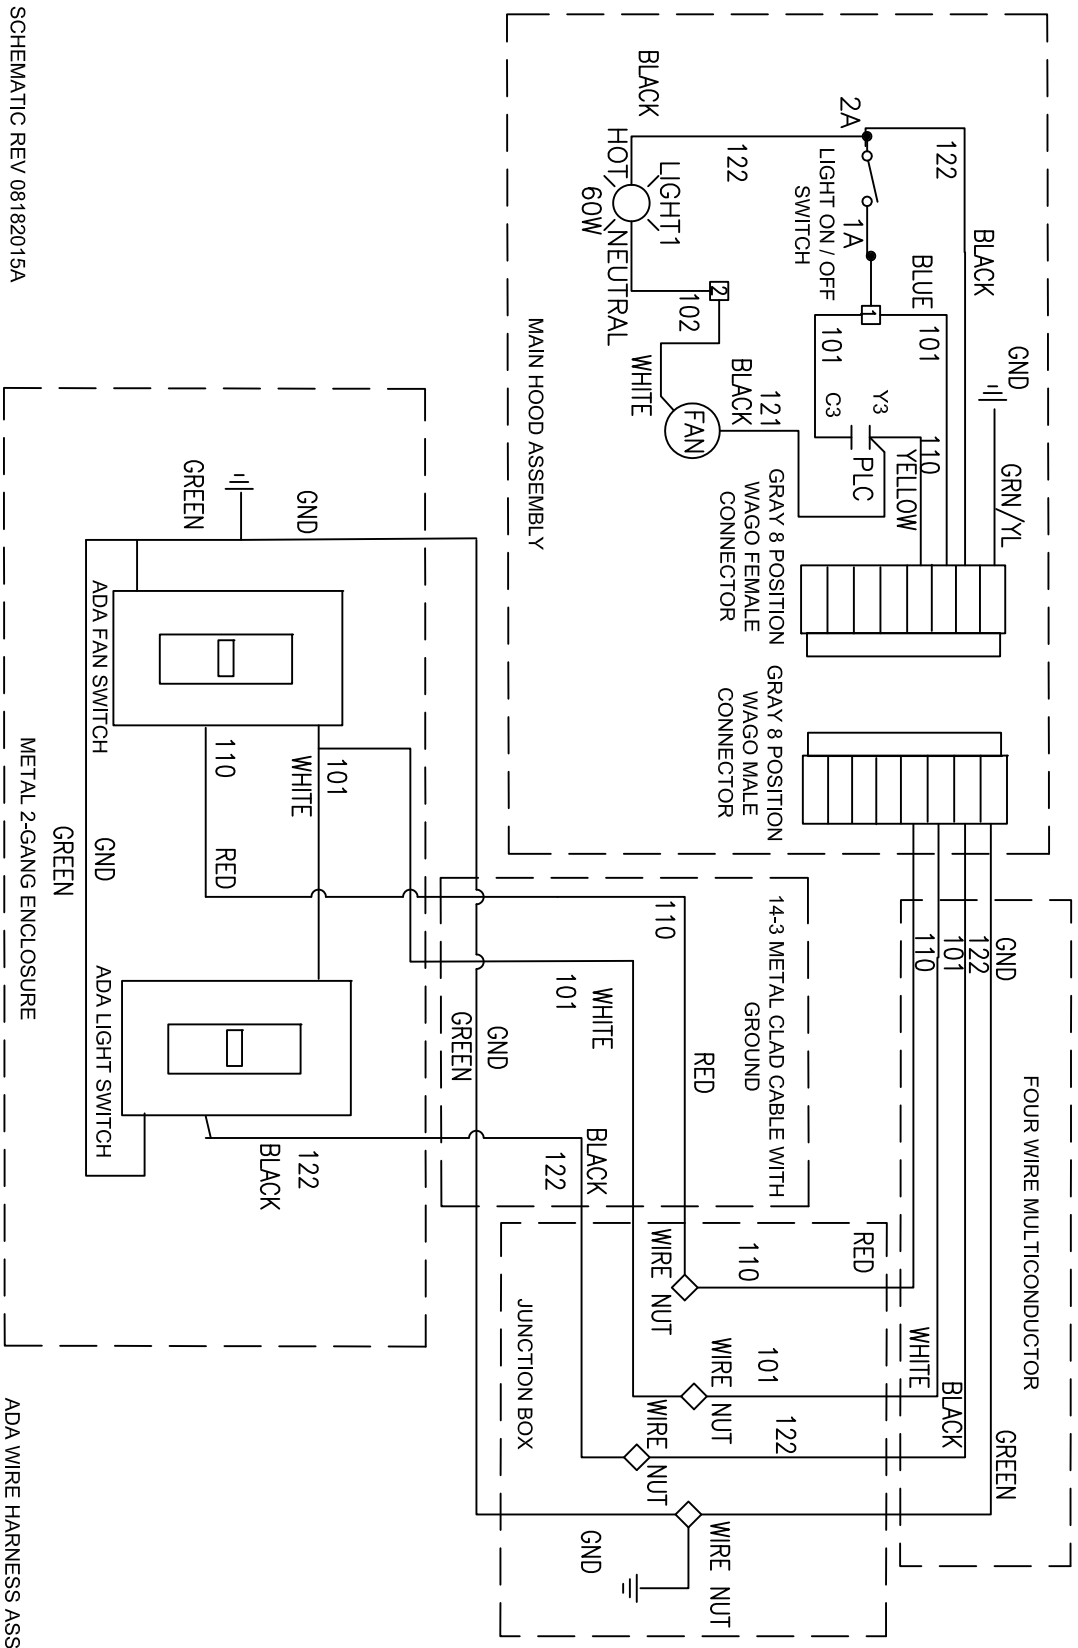 SCHEMATIC REV 08182015A
MAIN HOOD ASSEMBLY
BLACK
HOT
LIGHT1
60W
NEUTRAL
122
2A
LIGHT ON / OFF
SWITCH
1A
122
BLACK
BLUE
101
1
101
2
102
WHITE
FAN
BLACK
121
C3
Y3
PLC
110
YELLOW
GND
GRN/YL
GRAY 8 POSITION
WAGO FEMALE
CONNECTOR
GRAY 8 POSITION
WAGO MALE
CONNECTOR
FOUR WIRE MULTICONDUCTOR
GND
122
101
110
GREEN
BLACK
WHITE
14-3 METAL CLAD CABLE WITH
GROUND
110
RED
WHITE
101
GND
GREEN
BLACK
122
JUNCTION BOX
RED
110
WIRE NUT
101
WIRE NUT
122
WIRE NUT
WIRE NUT
GND
METAL 2-GANG ENCLOSURE
GND
GREEN
ADA FAN SWITCH
110
RED
101
WHITE
GND
GREEN
ADA LIGHT SWITCH
122
BLACK
ADA WIRE HARNESS ASS